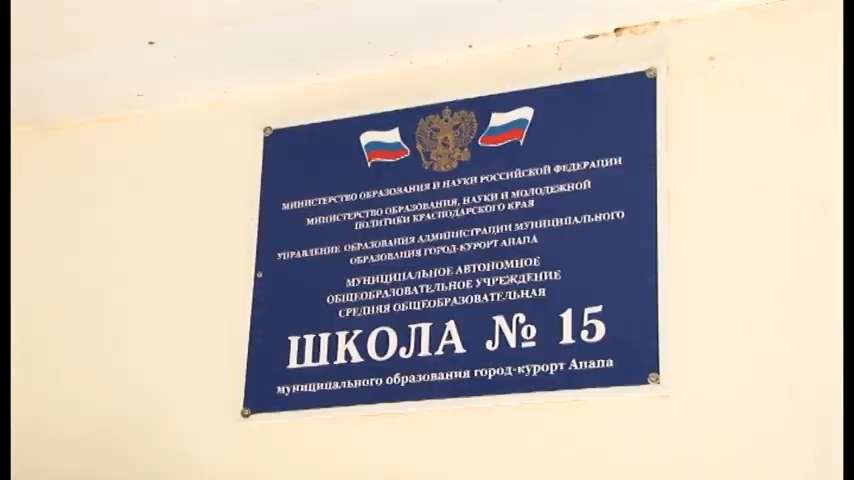 МИНИСТЕРСТВО ОБРАЗОВАНИЯ И НАУКИ РОССИЙСКОЙ ФЕДЕРАЦИИ
МИНИСТЕРСТВО ОБРАЗОВАНИЯ, НАУКИ И МОЛОДЕЖНОЙ
ПОЛИТИКИ КРАСНОДАРСКОГО КРАЯ
УПРАВЛЕНИЕ ОБРАЗОВАНИЯ АДМИНИСТРАЦИИ МУНИЦИПАЛЬНОГО
ОБРАЗОВАНИЯ ГОРОД-КУРОРТ АНАПА
МУНИЦИПАЛЬНОЕ АВТОНОМНОЕ
ОБЩЕОБРАЗОВАТЕЛЬНОЕ УЧРЕЖДЕНИЕ
СРЕДНЯЯ ОБЩЕОБРАЗОВАТЕЛЬНАЯ
ШКОЛА № 15
муниципального образования город-курорт Анапа